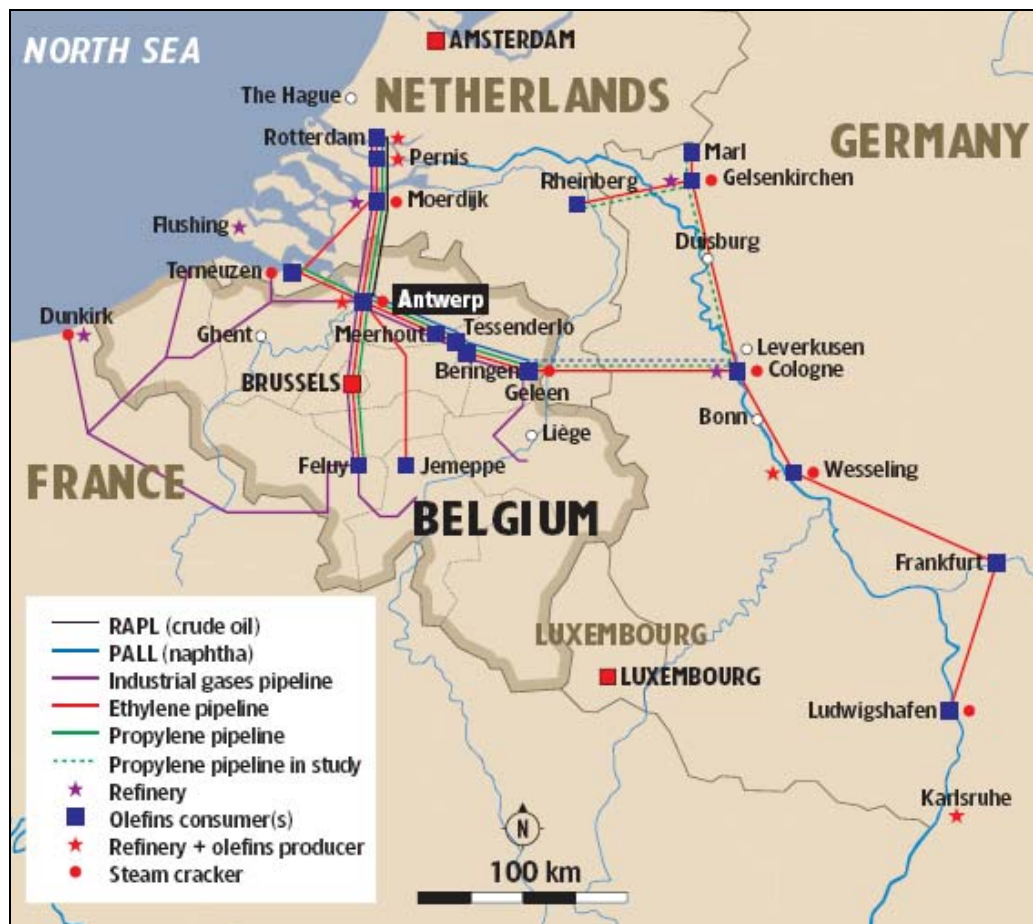 NORTH SEA
AMSTERDAM
NETHERLANDS
The Hague
GERMANY
Rotterdam
Pernis
Marl
Rheinberg
Gelsenkirchen
Moerdijk
Flushing
Duisburg
Terneuzen
Antwerp
Dunkirk
Ghent
Meerhout
Tessenderlo
Leverkusen
Beringen
Cologne
BRUSSELS
Geleen
Bonn
Liège
Feluy
Jemeppe
Wesseling
FRANCE
BELGIUM
Frankfurt
LUXEMBOURG
LUXEMBOURG
Ludwigshafen
Karlsruhe
RAPL (crude oil)
PALL (naphtha)
Industrial gases pipeline
Ethylene pipeline
Propylene pipeline
Propylene pipeline in study
Refinery
Olefins consumer(s)
Refinery + olefins producer
Steam cracker
N
100 km